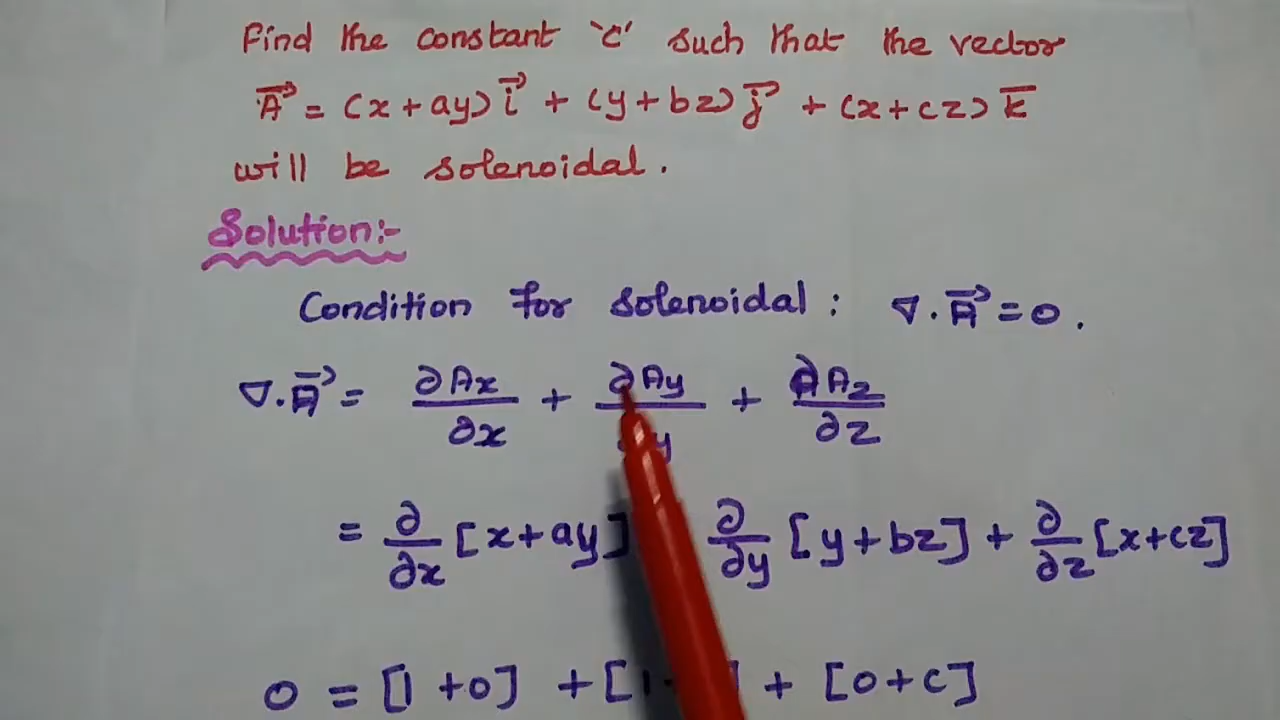 Find the constant 'c' such that the vector
A⃗ = (x + ay) i⃗ + (y + bz) j⃗ + (x + cz) k̅
will be solenoidal.
Solution:-
Condition for solenoidal : ∇ . A⃗ = 0 .
∇ . A⃗ = ∂Ax/∂x + ∂Ay/∂y + ∂Az/∂z
= ∂/∂x [x + ay] ∂/∂y [y + bz] + ∂/∂z [x + cz]
0 = [1 + 0] + [1 ] + [0 + c]